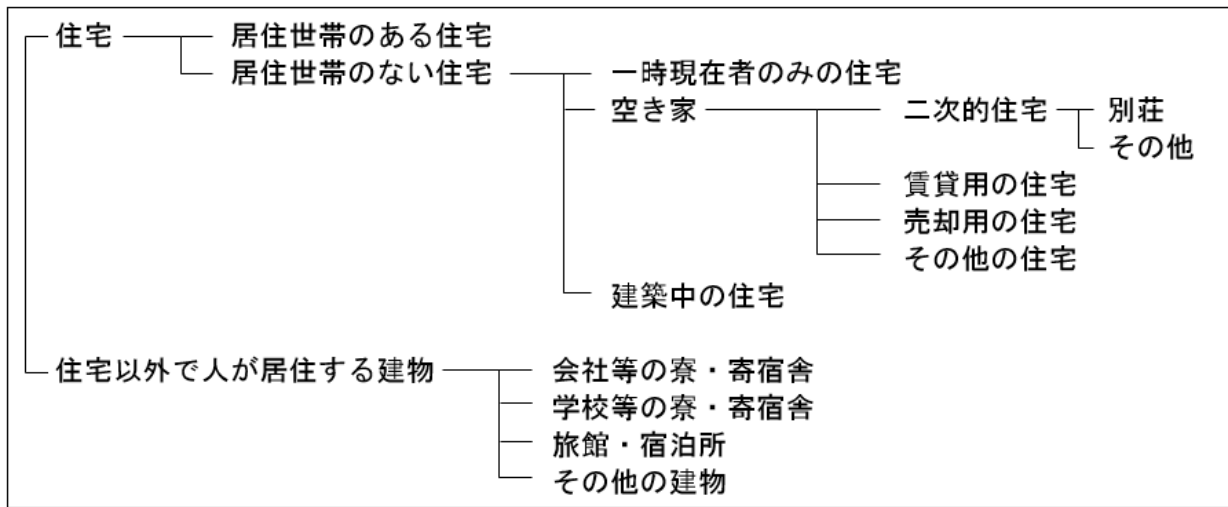 住宅 居住世帯のある住宅
居住世帯のない住宅 一時現在者のみの住宅
空き家 二次的住宅 別荘
その他
賃貸用の住宅
売却用の住宅
その他の住宅
建築中の住宅
住宅以外で人が居住する建物 会社等の寮・寄宿舎
学校等の寮・寄宿舎
旅館・宿泊所
その他の建物